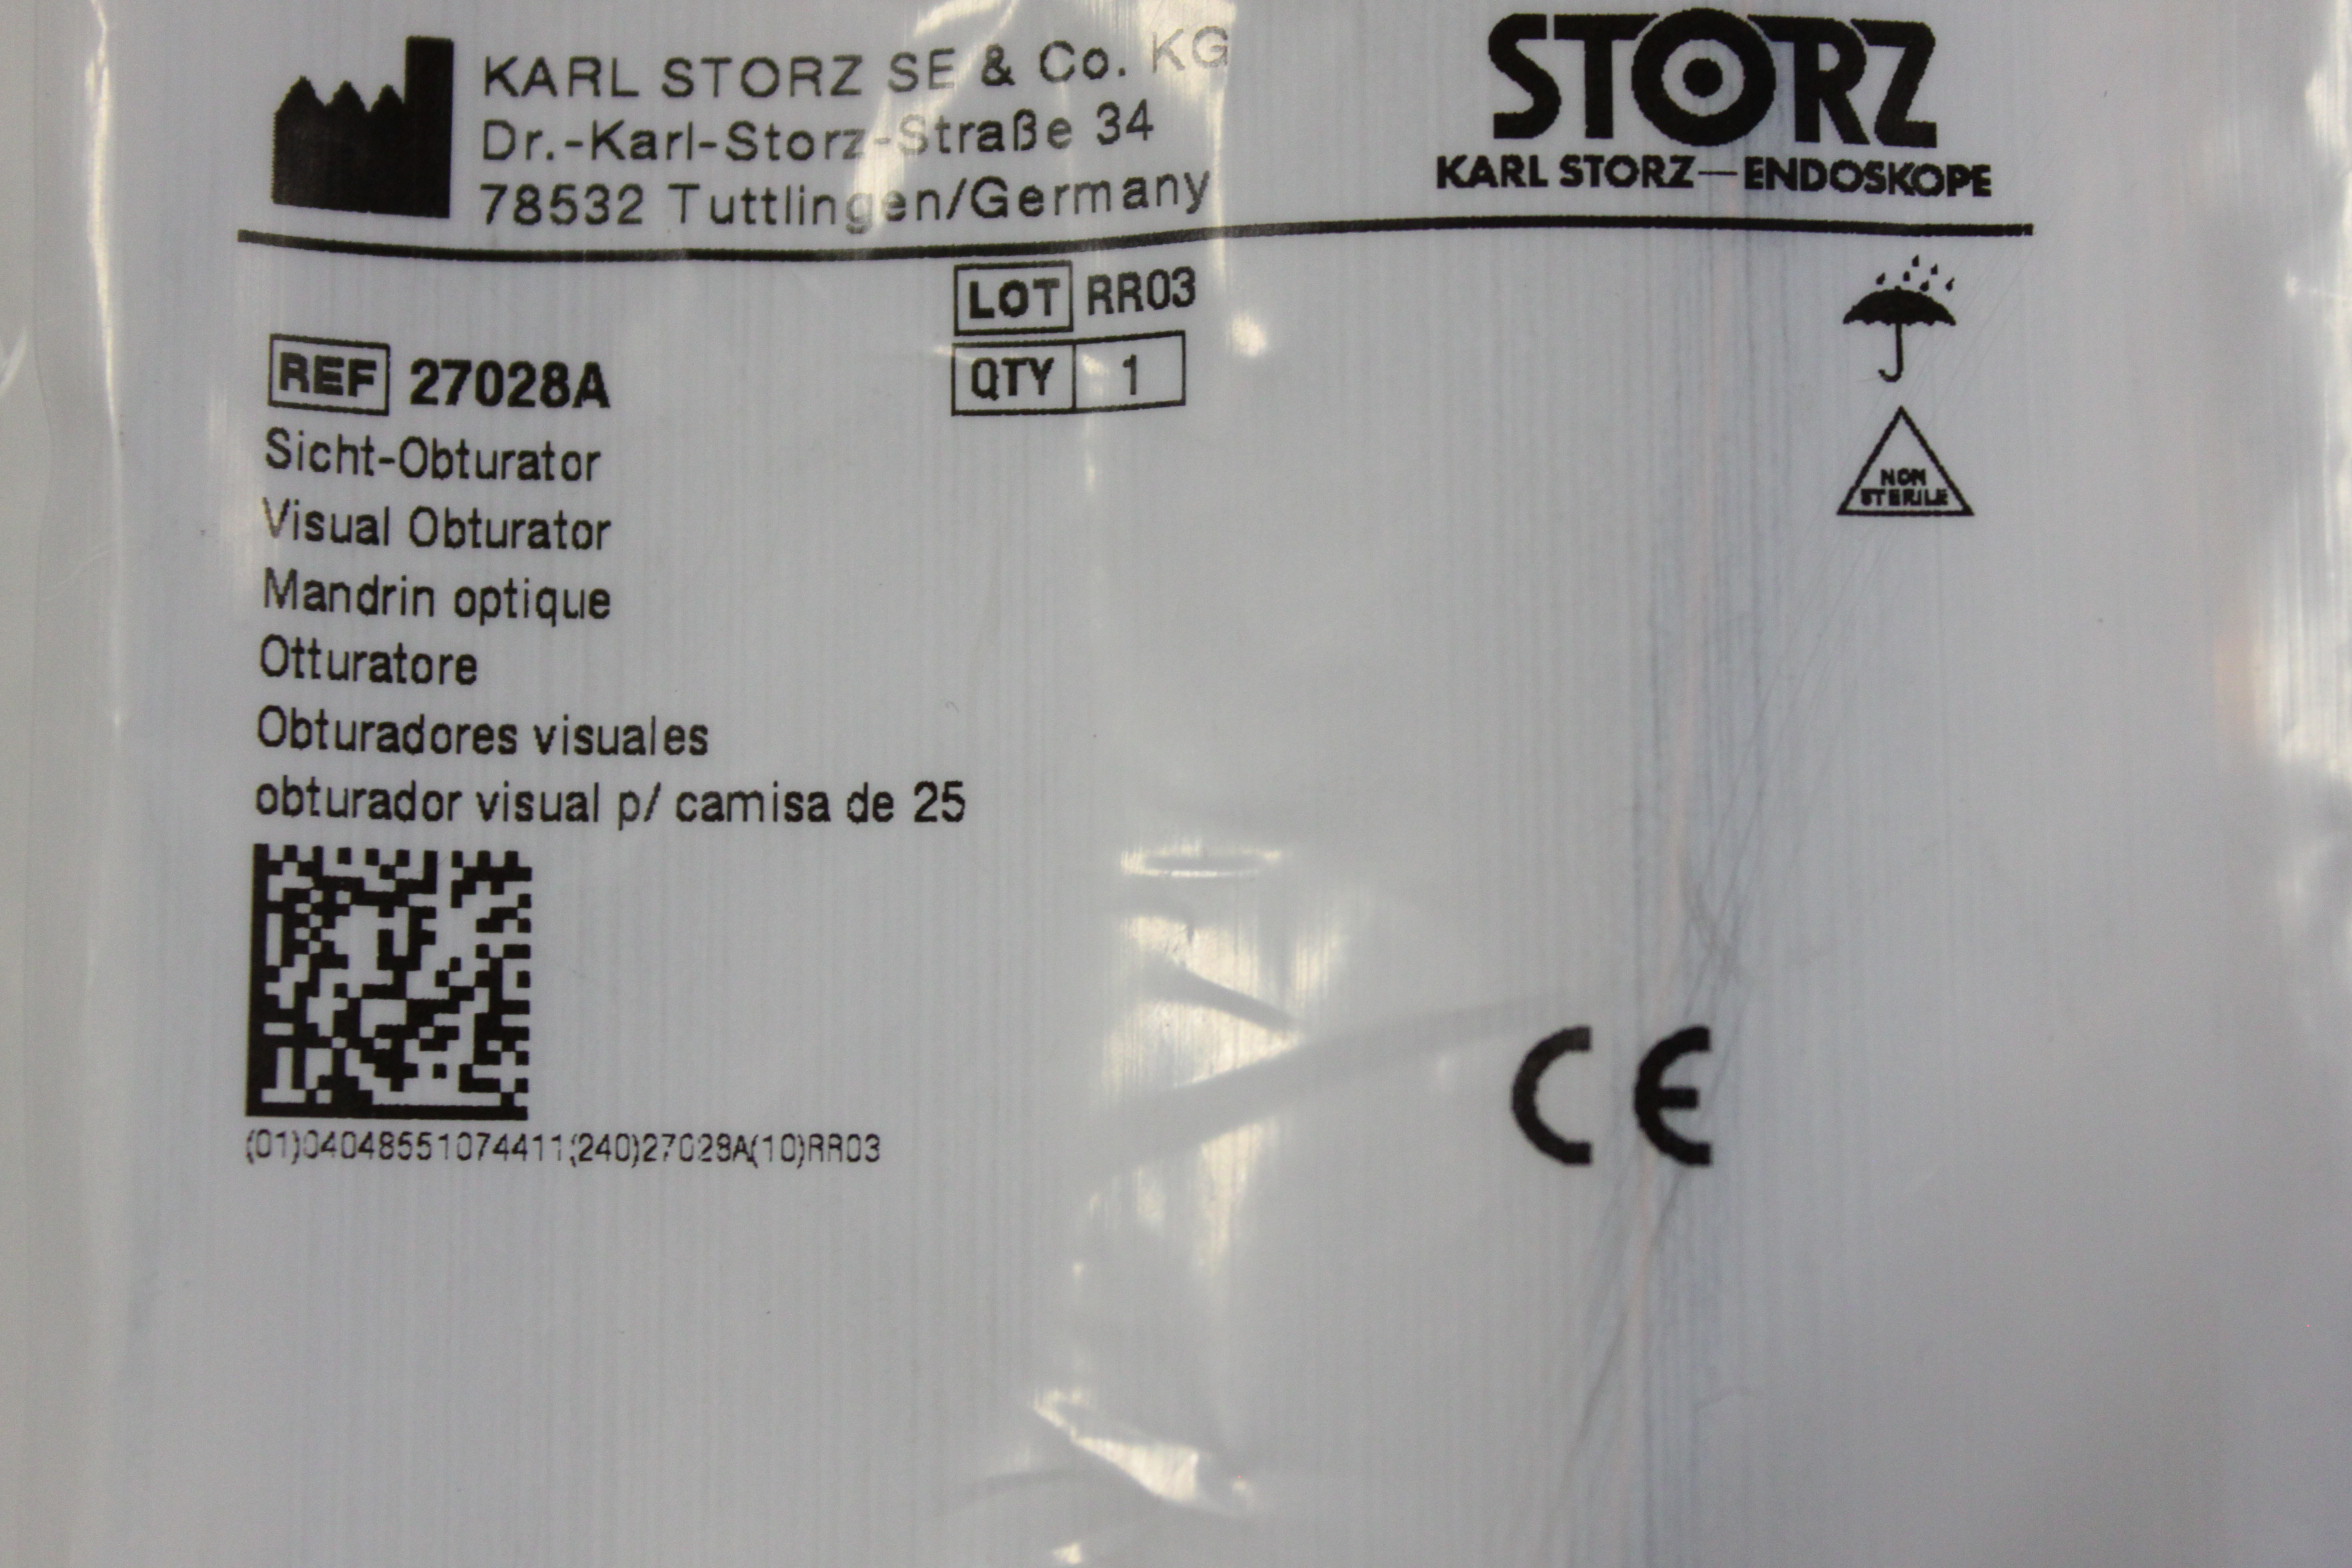 KARL STORZ SE & Co. KG
Dr.-Karl-Storz-Straße 34
78532 Tuttlingen/Germany
STORZ
KARL STORZ—ENDOSKOPE
LOT RR03
REF 27028A
QTY 1
NON
STERILE
Sicht-Obturator
Visual Obturator
Mandrin optique
Otturatore
Obturadores visuales
obturador visual p/ camisa de 25
(01)04048551074411(240)27028A(10)RR03
CE